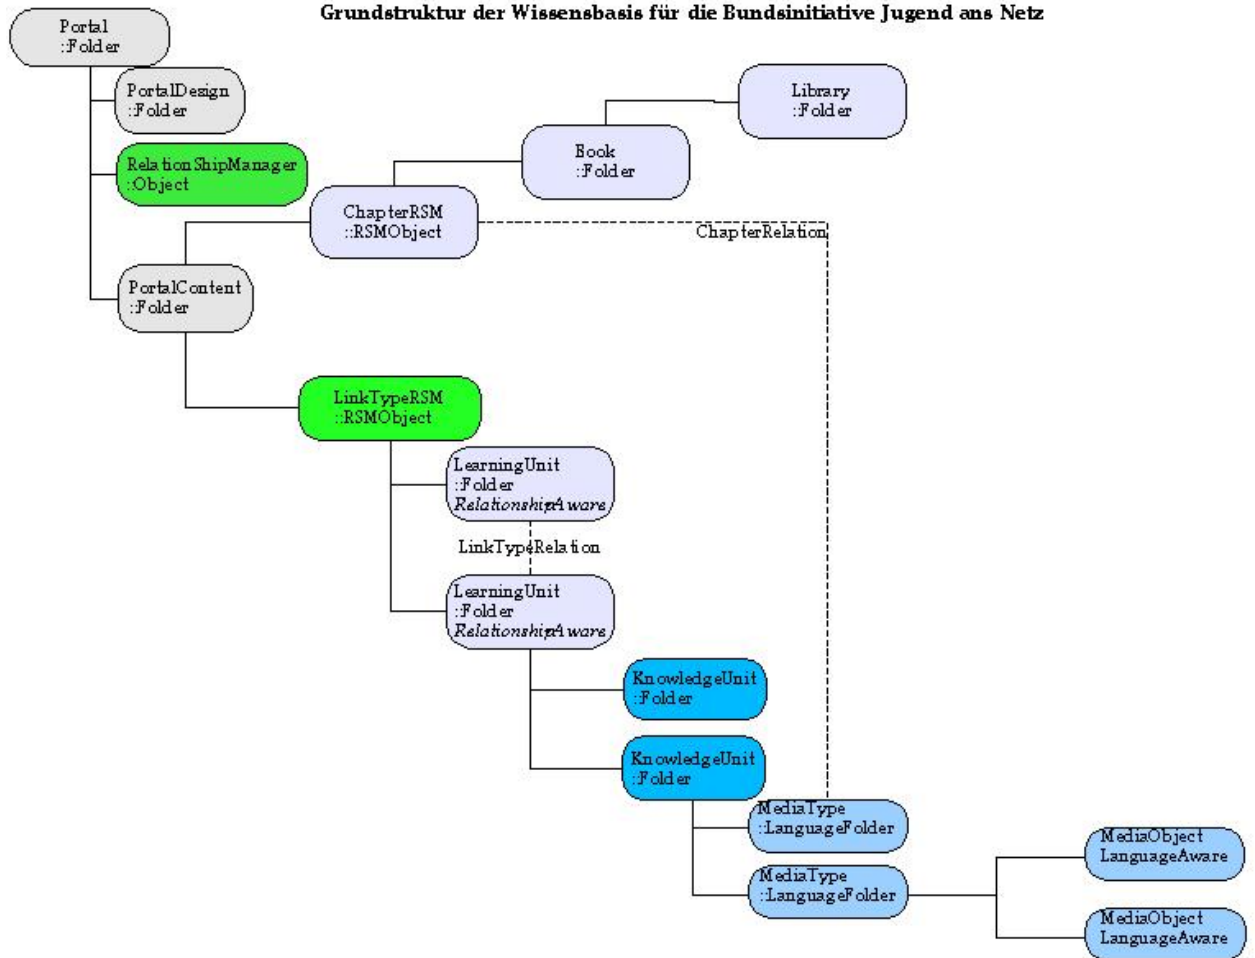 Grundstruktur der Wissensbasis für die Bundsinitiative Jugend ans Netz
Portal
::Folder
PortalDesign
::Folder
Library
::Folder
Book
::Folder
RelationShipManager
::Object
ChapterRSM
::RSMObject
ChapterRelation
PortalContent
::Folder
LinkTypeRSM
::RSMObject
LearningUnit
::Folder
RelationshipAware
LinkTypeRelation
LearningUnit
::Folder
RelationshipAware
KnowledgeUnit
::Folder
KnowledgeUnit
::Folder
MediaType
::LanguageFolder
MediaType
::LanguageFolder
MediaObject
LanguageAware
MediaObject
LanguageAware